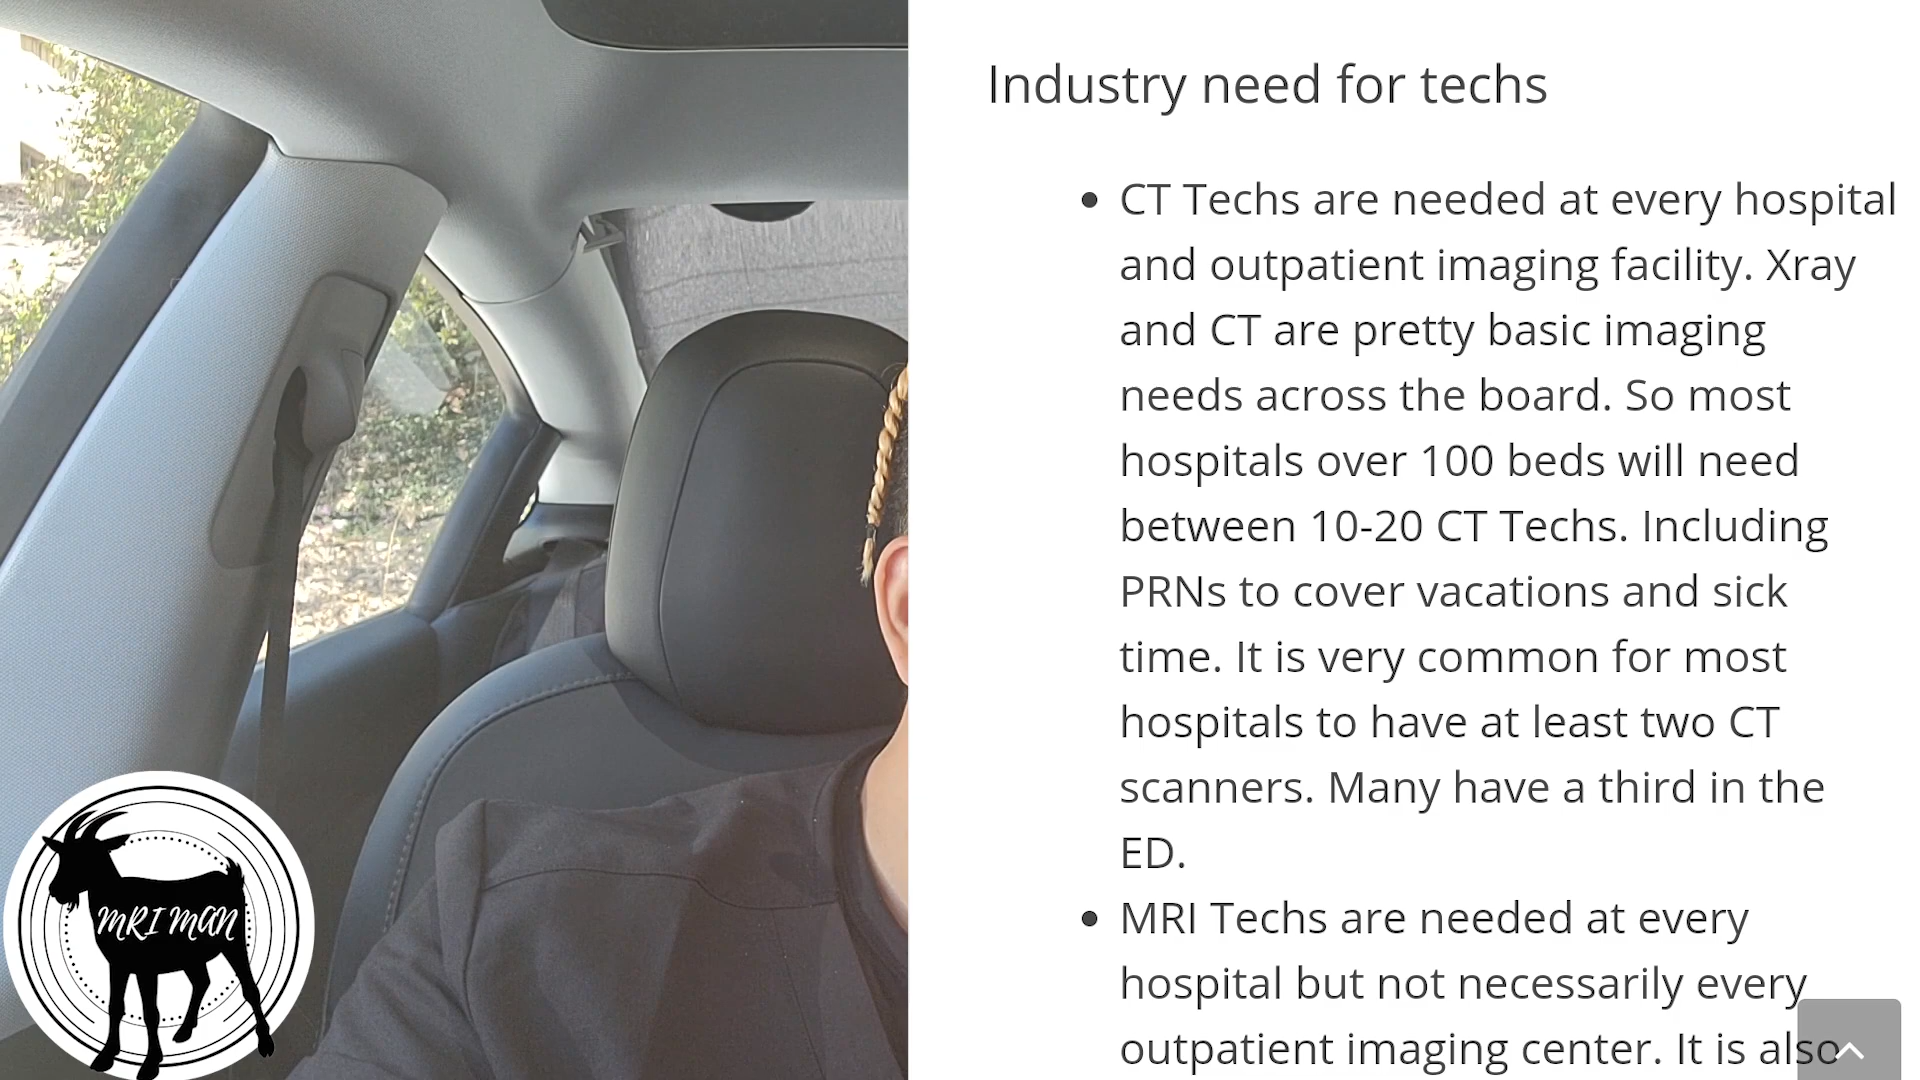 Industry need for techs
CT Techs are needed at every hospital
and outpatient imaging facility. Xray
and CT are pretty basic imaging
needs across the board. So most
hospitals over 100 beds will need
between 10-20 CT Techs. Including
PRNs to cover vacations and sick
time. It is very common for most
hospitals to have at least two CT
scanners. Many have a third in the
ED.
MRI Techs are needed at every
hospital but not necessarily every
outpatient imaging center. It is also
MRI MAN